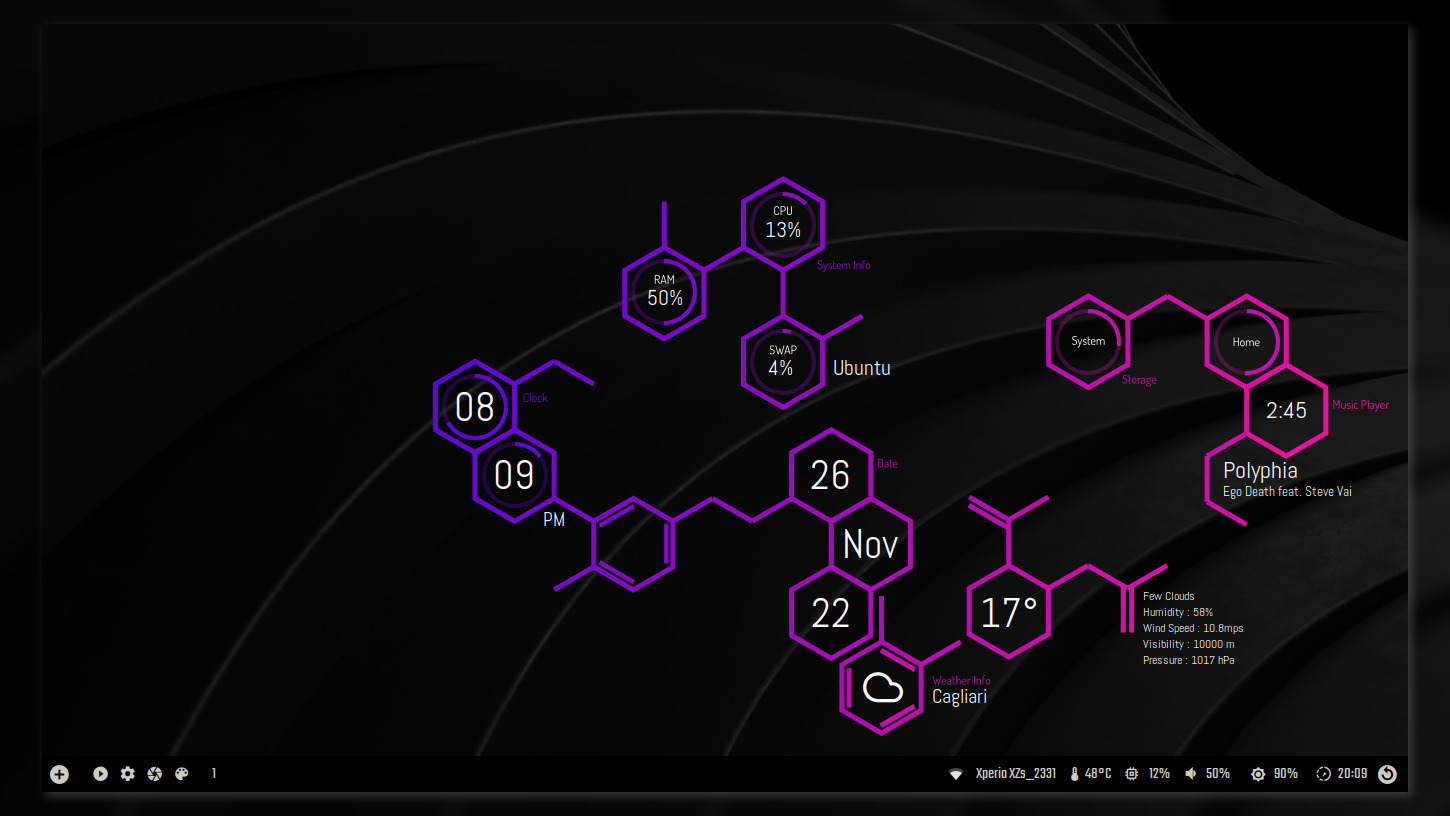 CPU
13%
System Info
RAM
50%
SWAP
4%
Ubuntu
08
Clock
09
PM
26
Date
Nov
22
17°
Few Clouds
Humidity : 58%
Wind Speed : 10.8mps
Visibility : 10000 m
Pressure : 1017 hPa
Weather Info
Cagliari
System
Storage
Home
2:45
Music Player
Polyphia
Ego Death feat. Steve Vai
1
Xperia XZs_2331 48°C 12% 50% 90% 20:09